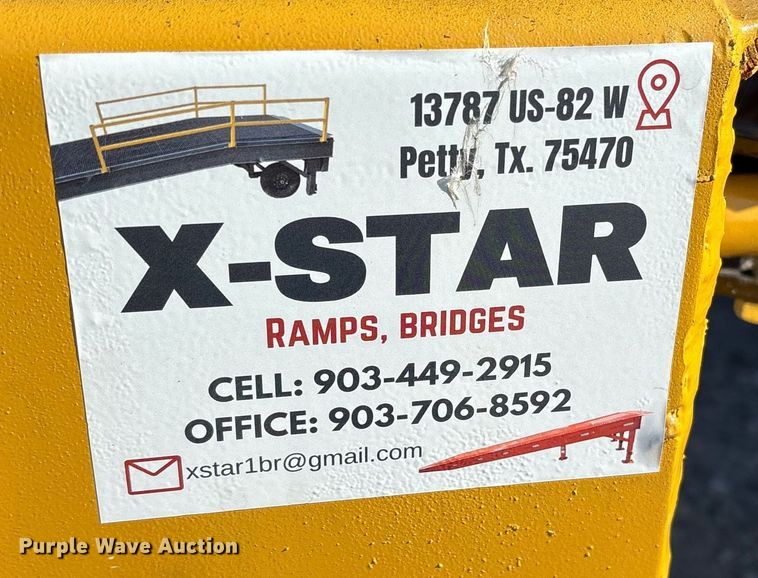 13787 US-82 W
Petty, Tx. 75470
X-STAR
RAMPS, BRIDGES
CELL: 903-449-2915
OFFICE: 903-706-8592
xstar1br@gmail.com
Purple Wave Auction